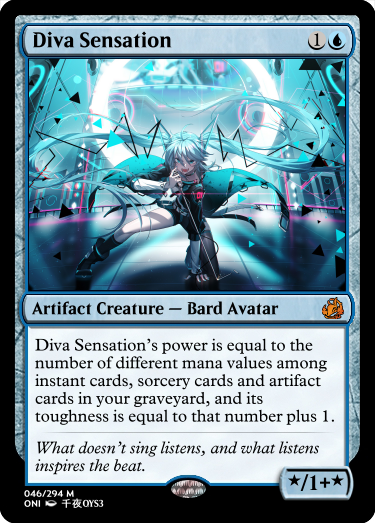 Diva Sensation 1
Artifact Creature — Bard Avatar
Diva Sensation's power is equal to the
number of different mana values among
instant cards, sorcery cards and artifact
cards in your graveyard, and its
toughness is equal to that number plus 1.
What doesn't sing listens, and what listens
inspires the beat.
★/1+★
046/294 M
ONI 千夜OYS3